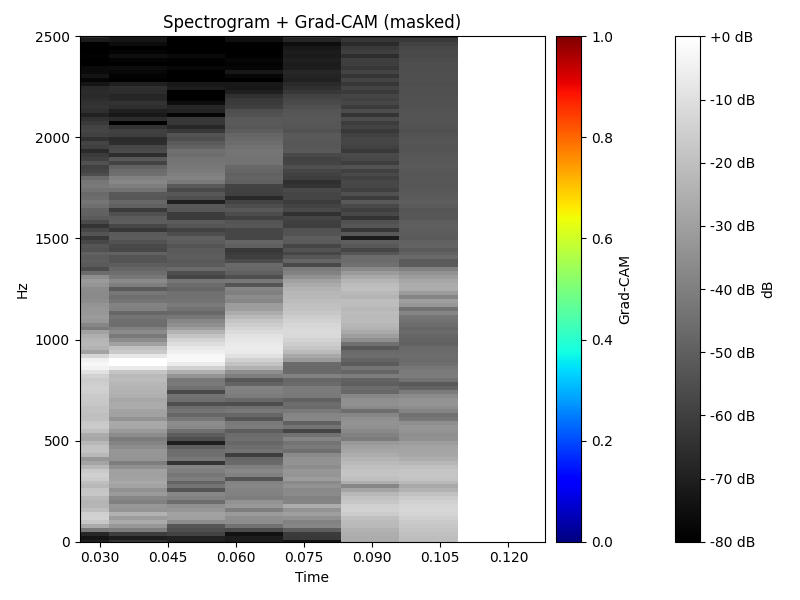 Spectrogram + Grad-CAM (masked)
2500
2000
1500
1000
500
0
Hz
0.030
0.045
0.060
0.075
0.090
0.105
0.120
Time
1.0
0.8
0.6
0.4
0.2
0.0
Grad-CAM
+0 dB
-10 dB
-20 dB
-30 dB
-40 dB
-50 dB
-60 dB
-70 dB
-80 dB
dB